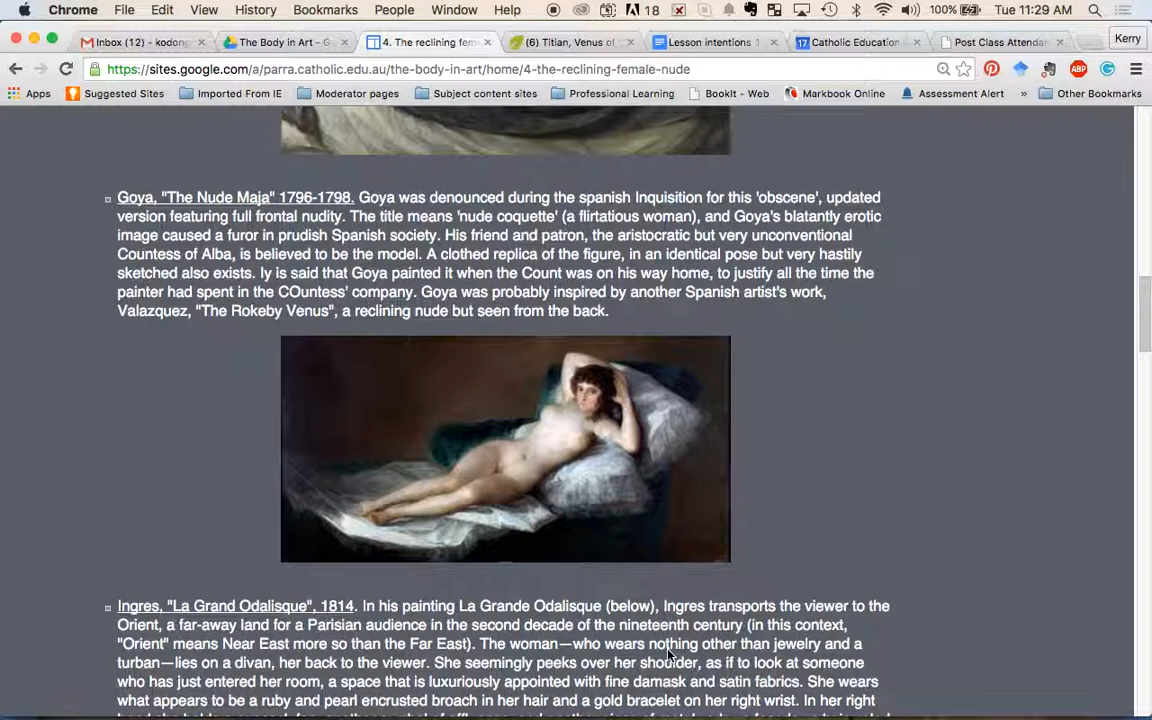 Chrome File Edit View History Bookmarks People Window Help 18 100% Tue 11:29 AM
Inbox (12) - kodong The Body in Art - G 4. The reclining fem (6) Titian, Venus of Lesson intentions 1 Catholic Education Post Class Attendan Kerry
https://sites.google.com/a/parra.catholic.edu.au/the-body-in-art/home/4-the-reclining-female-nude
Apps Suggested Sites Imported From IE Moderator pages Subject content sites Professional Learning BookIt - Web Markbook Online Assessment Alert » Other Bookmarks
Goya, "The Nude Maja" 1796-1798. Goya was denounced during the spanish Inquisition for this 'obscene', updated
version featuring full frontal nudity. The title means 'nude coquette' (a flirtatious woman), and Goya's blatantly erotic
image caused a furor in prudish Spanish society. His friend and patron, the aristocratic but very unconventional
Countess of Alba, is believed to be the model. A clothed replica of the figure, in an identical pose but very hastily
sketched also exists. Iy is said that Goya painted it when the Count was on his way home, to justify all the time the
painter had spent in the COuntess' company. Goya was probably inspired by another Spanish artist's work,
Valazquez, "The Rokeby Venus", a reclining nude but seen from the back.
Ingres, "La Grand Odalisque", 1814. In his painting La Grande Odalisque (below), Ingres transports the viewer to the
Orient, a far-away land for a Parisian audience in the second decade of the nineteenth century (in this context,
"Orient" means Near East more so than the Far East). The woman—who wears nothing other than jewelry and a
turban—lies on a divan, her back to the viewer. She seemingly peeks over her shoulder, as if to look at someone
who has just entered her room, a space that is luxuriously appointed with fine damask and satin fabrics. She wears
what appears to be a ruby and pearl encrusted broach in her hair and a gold bracelet on her right wrist. In her right